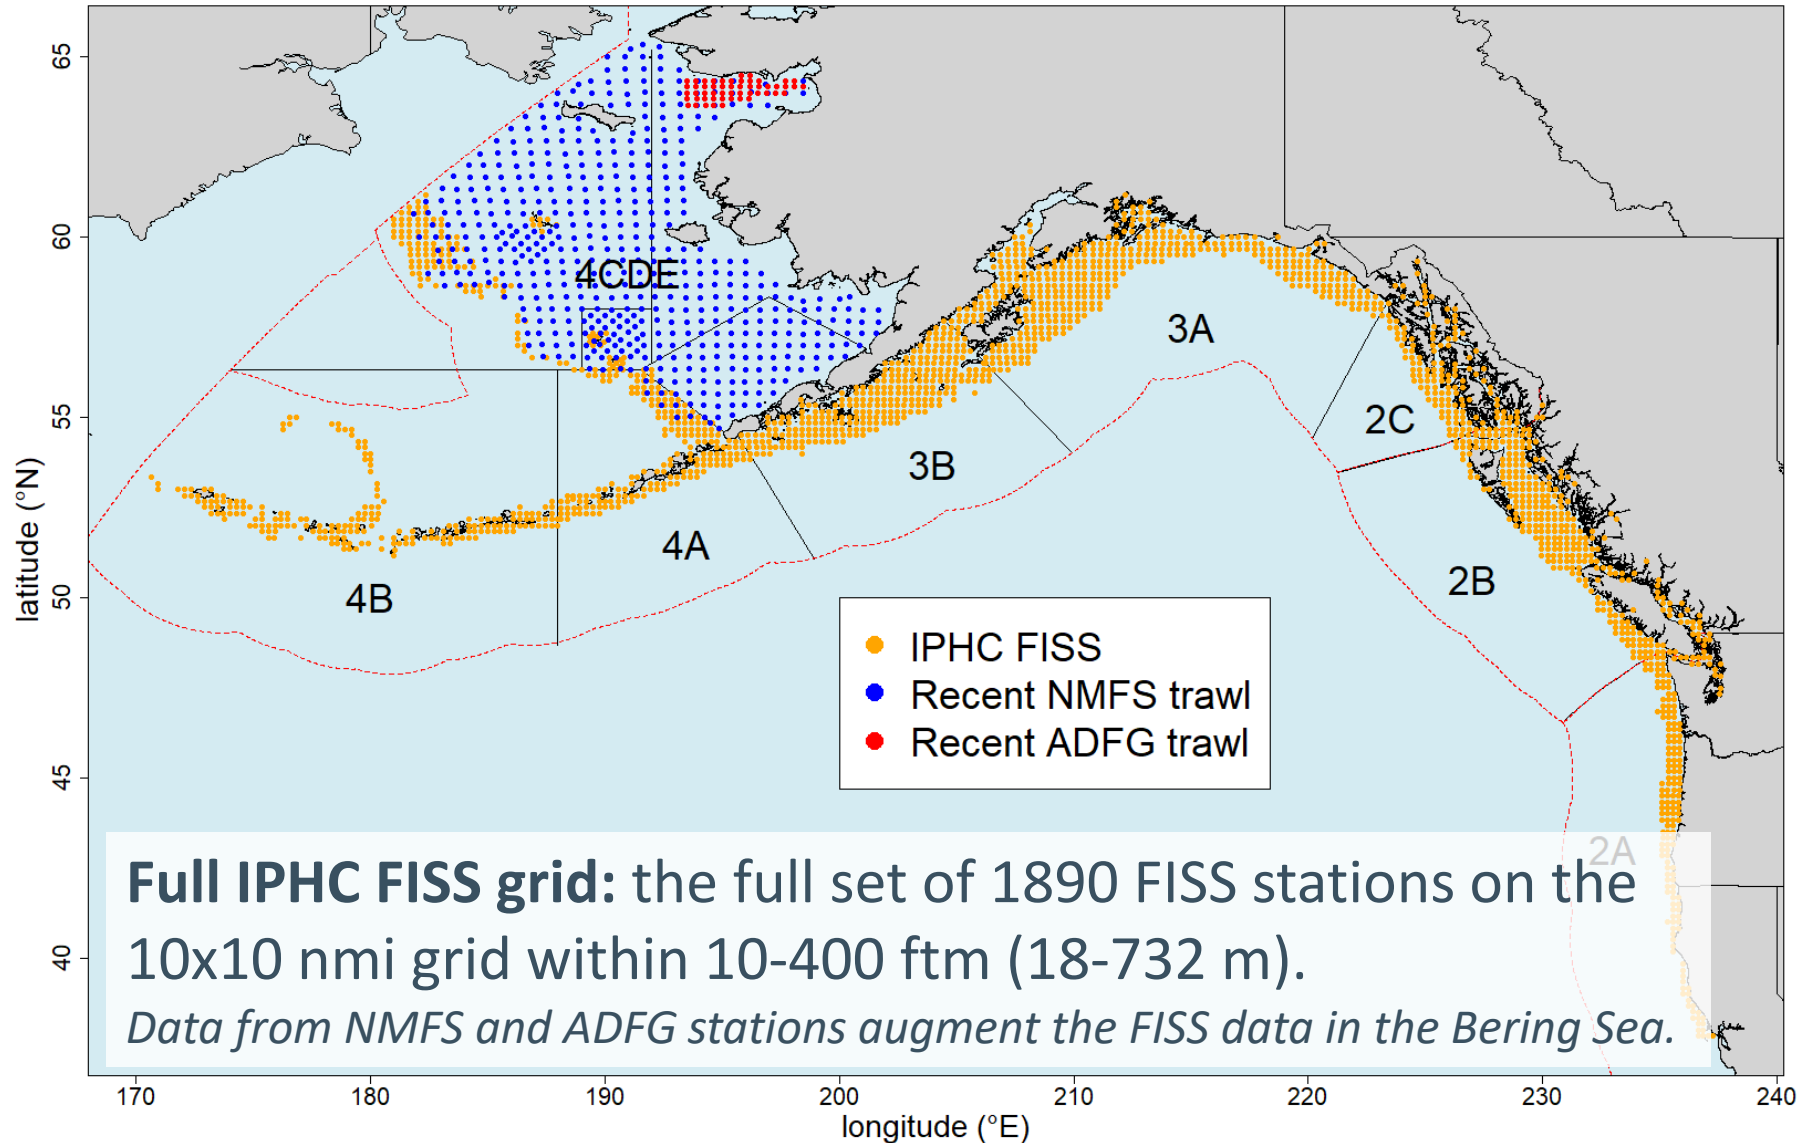 65
60
55
50
45
40
latitude (°N)
4CDE
3A
2C
3B
4A
2B
4B
IPHC FISS
Recent NMFS trawl
Recent ADFG trawl
2A
Full IPHC FISS grid: the full set of 1890 FISS stations on the
10x10 nmi grid within 10-400 ftm (18-732 m).
Data from NMFS and ADFG stations augment the FISS data in the Bering Sea.
170 180 190 200 210 220 230 240
longitude (°E)